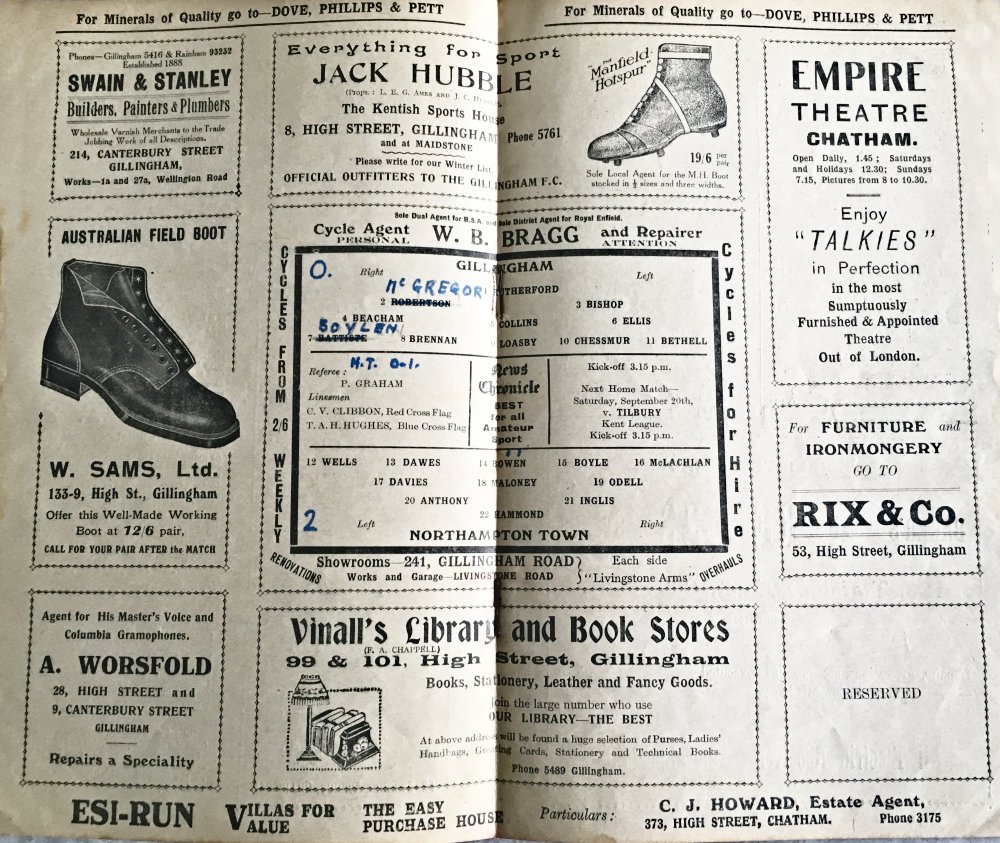 For Minerals of Quality go to—DOVE, PHILLIPS & PETT
For Minerals of Quality go to—DOVE, PHILLIPS & PETT
Phones—Gillingham 5416 & Rainham 93252
Established 1888
SWAIN & STANLEY
Builders, Painters & Plumbers
Wholesale Varnish Merchants to the Trade
Jobbing Work of all Descriptions.
214, CANTERBURY STREET
GILLINGHAM,
Works—1a and 27a, Wellington Road
Everything for Sport
JACK HUBBLE
(Props.: L. E. G. AMES and J. C.
The Kentish Sports House
8, HIGH STREET, GILLINGHAM
Phone 5761
and at MAIDSTONE
Please write for our Winter List
OFFICIAL OUTFITTERS TO THE GILLINGHAM F.C.
"The Manfield Hotspur"
19/6 per pair
Sole Local Agent for the M.H. Boot
stocked in ½ sizes and three widths.
EMPIRE
THEATRE
CHATHAM.
Open Daily, 1.45; Saturdays
and Holidays 12.30; Sundays
7.15, Pictures from 8 to 10.30.
Enjoy
"TALKIES"
in Perfection
in the most
Sumptuously
Furnished & Appointed
Theatre
Out of London.
AUSTRALIAN FIELD BOOT
W. SAMS, Ltd.
133-9, High St., Gillingham
Offer this Well-Made Working
Boot at 12/6 pair,
CALL FOR YOUR PAIR AFTER the MATCH
Sole Dual Agent for B.S.A. and Sole District Agent for Royal Enfield.
Cycle Agent W. B. BRAGG and Repairer
PERSONAL ATTENTION
CYCLES FROM 2/6 WEEKLY
Cycles for Hire
0. Right GILLINGHAM Left
McGREGOR RUTHERFORD
2 ROBERTSON 3 BISHOP
4 BEACHAM COLLINS 6 ELLIS
BOYLEN
7 BATTISTE 8 BRENNAN LOASBY 10 CHESSMUR 11 BETHELL
H.T. 0-1.
Referee:
P. GRAHAM
Linesmen
C. V. CLIBBON, Red Cross Flag
T. A. H. HUGHES, Blue Cross Flag
News
Chronicle
BEST
for all
Amateur
Sport
Kick-off 3.15 p.m.
Next Home Match—
Saturday, September 20th,
v. TILBURY
Kent League.
Kick-off 3.15 p.m.
12 WELLS 13 DAWES 14 BOWEN 15 BOYLE 16 McLACHLAN
17 DAVIES 18 MALONEY 19 ODELL
20 ANTHONY 21 INGLIS
22 HAMMOND
2 Left Right
NORTHAMPTON TOWN
RENOVATIONS
Showrooms—241, GILLINGHAM ROAD } Each side
Works and Garage—LIVINGSTONE ROAD } "Livingstone Arms"
OVERHAULS
For FURNITURE and
IRONMONGERY
GO TO
RIX & Co.
53, High Street, Gillingham
Agent for His Master's Voice and
Columbia Gramophones.
A. WORSFOLD
28, HIGH STREET and
9, CANTERBURY STREET
GILLINGHAM
Repairs a Speciality
Vinall's Library and Book Stores
(F. A. CHAPPELL)
99 & 101, High Street, Gillingham
Books, Stationery, Leather and Fancy Goods.
Join the large number who use
OUR LIBRARY—THE BEST
At above address will be found a huge selection of Purses, Ladies'
Handbags, Greeting Cards, Stationery and Technical Books.
Phone 5489 Gillingham.
RESERVED
ESI-RUN VILLAS FOR VALUE THE EASY PURCHASE HOUSE
Particulars: C. J. HOWARD, Estate Agent,
373, HIGH STREET, CHATHAM. Phone 3175